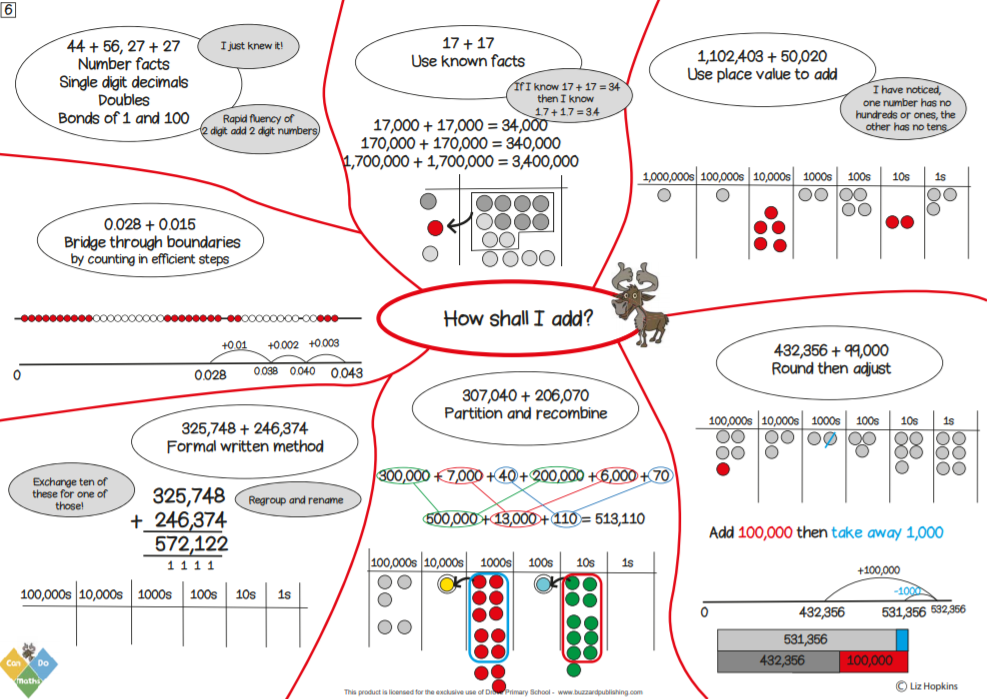 6
44 + 56, 27 + 27
Number facts
Single digit decimals
Doubles
Bonds of 1 and 100
I just knew it!
Rapid fluency of
2 digit add 2 digit numbers
17 + 17
Use known facts
If I know 17 + 17 = 34
then I know
1.7 + 1.7 = 3.4
17,000 + 17,000 = 34,000
170,000 + 170,000 = 340,000
1,700,000 + 1,700,000 = 3,400,000
1,102,403 + 50,020
Use place value to add
I have noticed,
one number has no
hundreds or ones, the
other has no tens
1,000,000s 100,000s 10,000s 1000s 100s 10s 1s
0.028 + 0.015
Bridge through boundaries
by counting in efficient steps
+0.01 +0.002 +0.003
0 0.028 0.038 0.040 0.043
How shall I add?
432,356 + 99,000
Round then adjust
100,000s 10,000s 1000s 100s 10s 1s
Add 100,000 then take away 1,000
+100,000
-1000
0 432,356 531,356 532,356
531,356
432,356 100,000
325,748 + 246,374
Formal written method
Exchange ten of
these for one of
those!
Regroup and rename
325,748
+ 246,374
572,122
1 1 1 1
100,000s 10,000s 1000s 100s 10s 1s
307,040 + 206,070
Partition and recombine
300,000 + 7,000 + 40 + 200,000 + 6,000 + 70
500,000 + 13,000 + 110 = 513,110
100,000s 10,000s 1000s 100s 10s 1s
Can Do
Maths
This product is licensed for the exclusive use of Primary School - www.buzzardpublishing.com
© Liz Hopkins